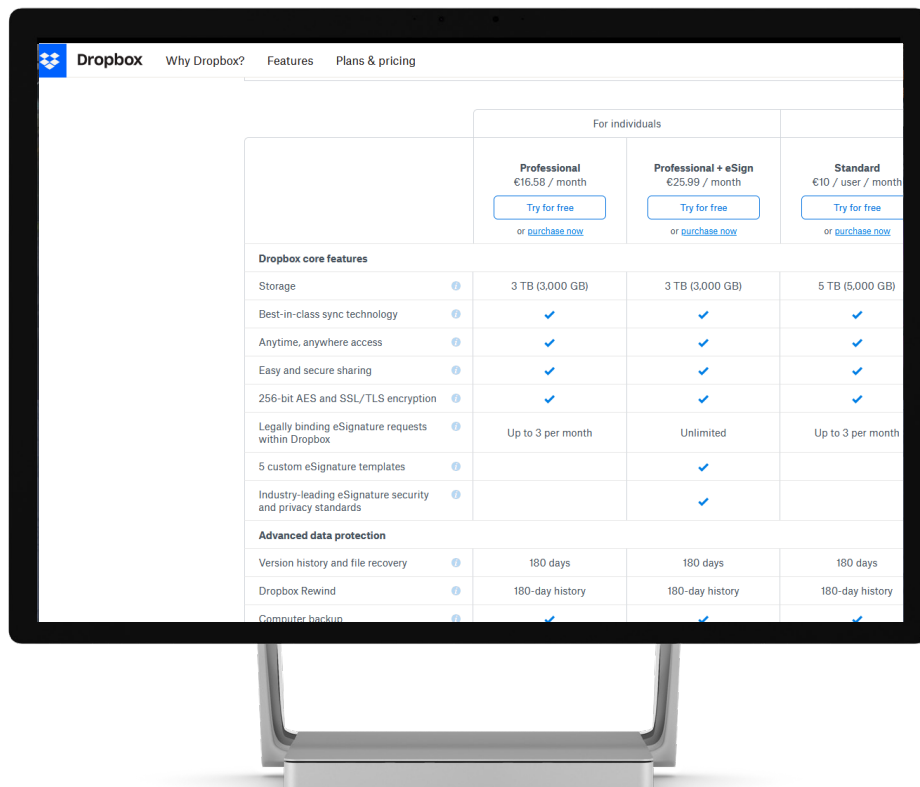 Dropbox Why Dropbox? Features Plans & pricing
For individuals
Professional Professional + eSign Standard
€16.58 / month €25.99 / month €10 / user / month
Try for free Try for free Try for free
or purchase now or purchase now or purchase now
Dropbox core features
Storage 3 TB (3,000 GB) 3 TB (3,000 GB) 5 TB (5,000 GB)
Best-in-class sync technology
Anytime, anywhere access
Easy and secure sharing
256-bit AES and SSL/TLS encryption
Legally binding eSignature requests
within Dropbox Up to 3 per month Unlimited Up to 3 per month
5 custom eSignature templates
Industry-leading eSignature security
and privacy standards
Advanced data protection
Version history and file recovery 180 days 180 days 180 days
Dropbox Rewind 180-day history 180-day history 180-day history
Computer backup